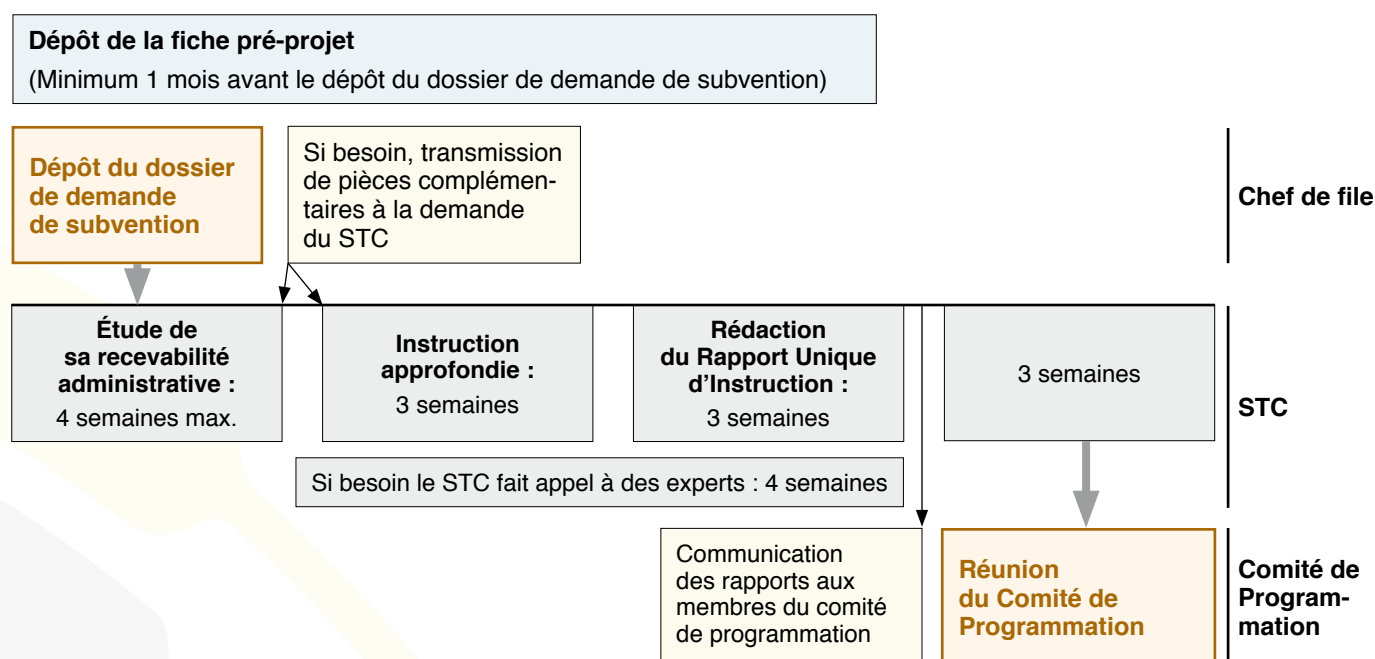 Dépôt de la fiche pré-projet
(Minimum 1 mois avant le dépôt du dossier de demande de subvention)
Dépôt du dossier
de demande
de subvention
Si besoin, transmission
de pièces complémen-
taires à la demande
du STC
Chef de file
Étude de
sa recevabilité
administrative :
4 semaines max.
Instruction
approfondie :
3 semaines
Rédaction
du Rapport Unique
d'Instruction :
3 semaines
3 semaines
STC
Si besoin le STC fait appel à des experts : 4 semaines
Communication
des rapports aux
membres du comité
de programmation
Réunion
du Comité de
Programmation
Comité de
Program-
mation